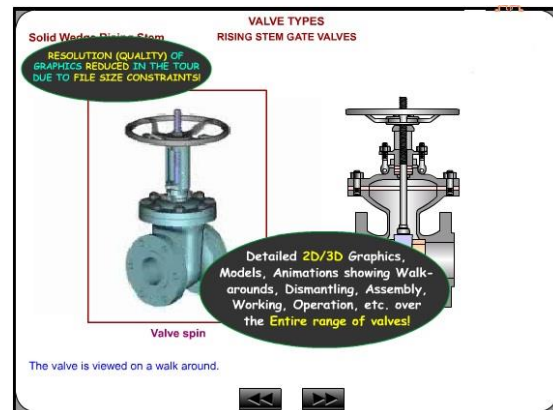 VALVE TYPES
Solid Wedge Rising Stem
RISING STEM GATE VALVES
RESOLUTION (QUALITY) OF
GRAPHICS REDUCED IN THE TOUR
DUE TO FILE SIZE CONSTRAINTS!
Detailed 2D/3D Graphics,
Models, Animations showing Walk-
arounds, Dismantling, Assembly,
Working, Operation, etc. over
the Entire range of valves!
Valve spin
The valve is viewed on a walk around.